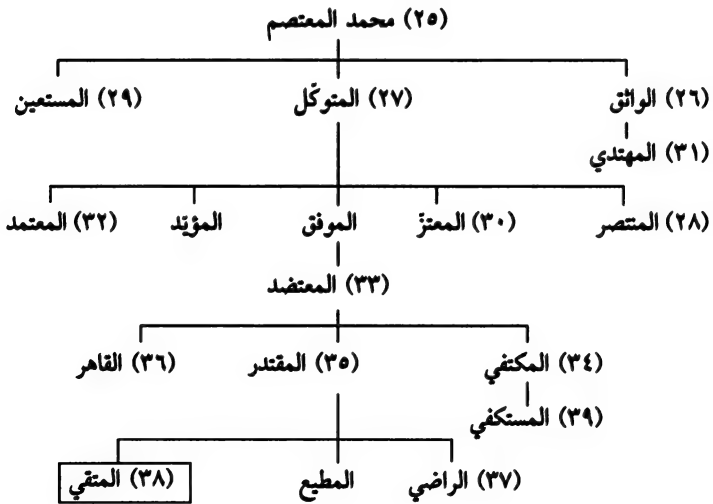 (٢٥) محمد المعتصم
(٢٦) الواثق (٢٧) المتوكّل (٢٩) المستعين
(٣١) المهتدي
(٢٨) المنتصر (٣٠) المعتزّ الموفق المؤيّد (٣٢) المعتمد
(٣٣) المعتضد
(٣٤) المكتفي (٣٥) المقتدر (٣٦) القاهر
(٣٩) المستكفي
(٣٧) الراضي المطيع (٣٨) المتقي